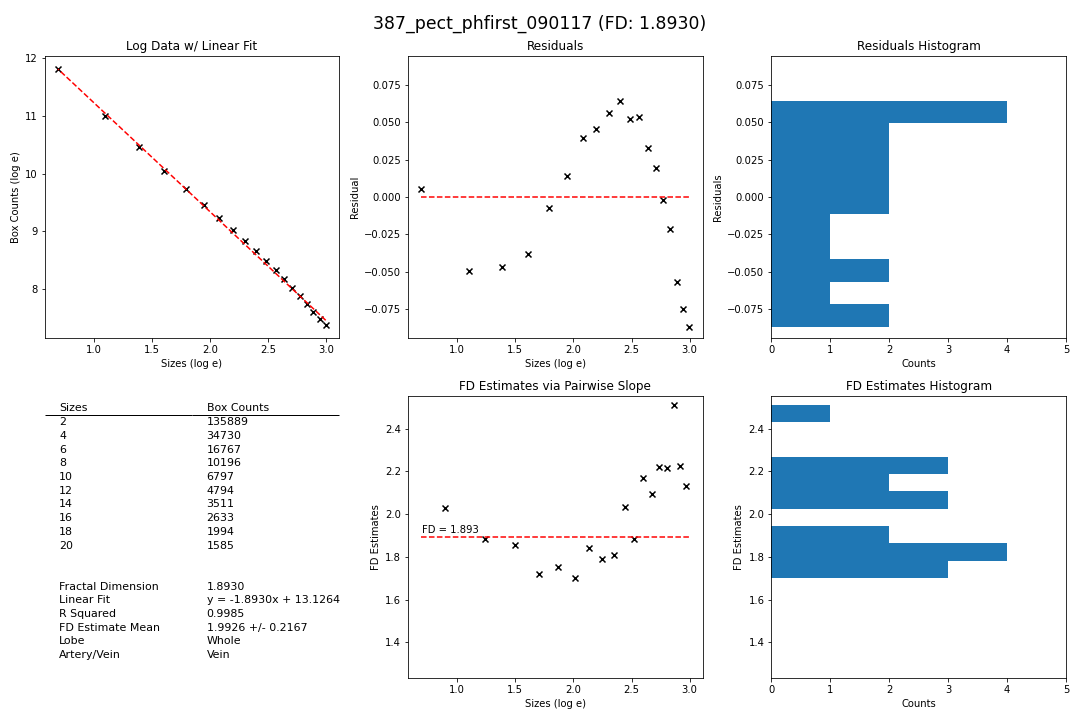 387_pect_phfirst_090117 (FD: 1.8930)
Log Data w/ Linear Fit
12
11
10
9
8
Box Counts (log e)
1.0 1.5 2.0 2.5 3.0
Sizes (log e)
Residuals
0.075
0.050
0.025
0.000
−0.025
−0.050
−0.075
Residual
1.0 1.5 2.0 2.5 3.0
Sizes (log e)
Residuals Histogram
0.075
0.050
0.025
0.000
−0.025
−0.050
−0.075
Residuals
0 1 2 3 4 5
Counts
Sizes Box Counts
2 135889
4 34730
6 16767
8 10196
10 6797
12 4794
14 3511
16 2633
18 1994
20 1585
Fractal Dimension 1.8930
Linear Fit y = -1.8930x + 13.1264
R Squared 0.9985
FD Estimate Mean 1.9926 +/- 0.2167
Lobe Whole
Artery/Vein Vein
FD Estimates via Pairwise Slope
2.4
2.2
2.0
1.8
1.6
1.4
FD Estimates
FD = 1.893
1.0 1.5 2.0 2.5 3.0
Sizes (log e)
FD Estimates Histogram
2.4
2.2
2.0
1.8
1.6
1.4
FD Estimates
0 1 2 3 4 5
Counts